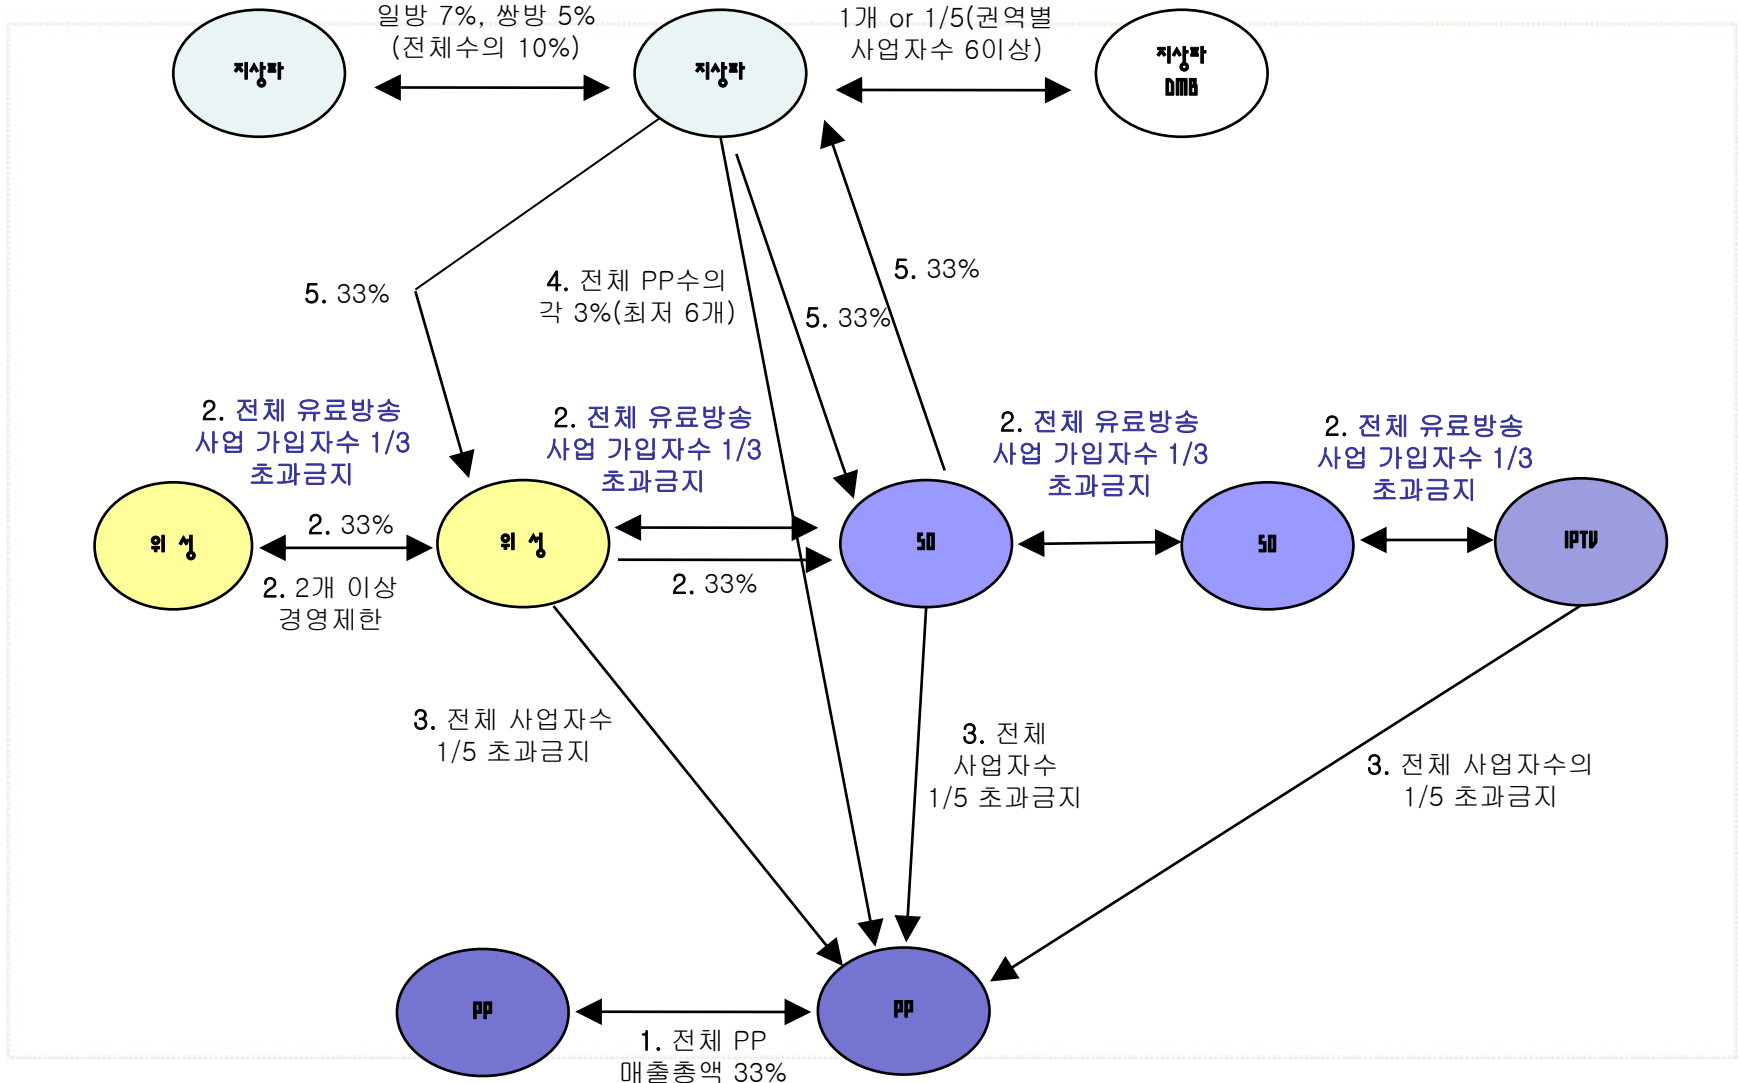 일방 7%, 쌍방 5%
(전체수의 10%)
1개 or 1/5(권역별
사업자수 6이상)
지상파
지상파
지상파
DMB
5. 33%
4. 전체 PP수의
각 3%(최저 6개)
5. 33%
5. 33%
2. 전체 유료방송
사업 가입자수 1/3
초과금지
2. 전체 유료방송
사업 가입자수 1/3
초과금지
2. 전체 유료방송
사업 가입자수 1/3
초과금지
2. 전체 유료방송
사업 가입자수 1/3
초과금지
위 성
2. 33%
2. 2개 이상
경영제한
위 성
2. 33%
SO
SO
IPTV
3. 전체 사업자수
1/5 초과금지
3. 전체
사업자수
1/5 초과금지
3. 전체 사업자수의
1/5 초과금지
PP
PP
1. 전체 PP
매출총액 33%